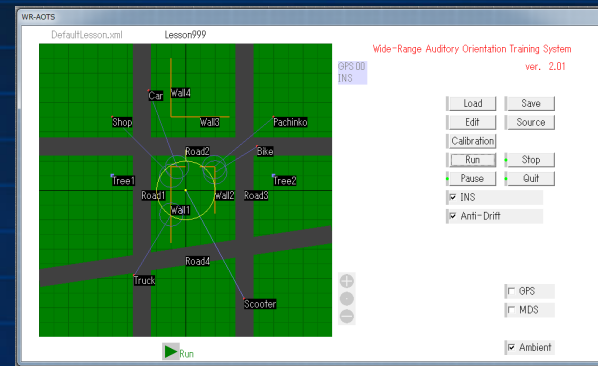 WR-AOTS
DefaultLesson.xml
Lesson999
Wide-Range Auditory Orientation Training System
ver. 2.01
GPS 0.0
INS
Car
Wall4
Shop
Wall3
Pachinko
Road2
Bike
Tree1
Tree2
Road1
Wall2
Road3
Wall1
Road4
Truck
Scooter
Run
Load
Save
Edit
Source
Calibration
Run
Stop
Pause
Quit
INS
Anti-Drift
GPS
MDS
Ambient